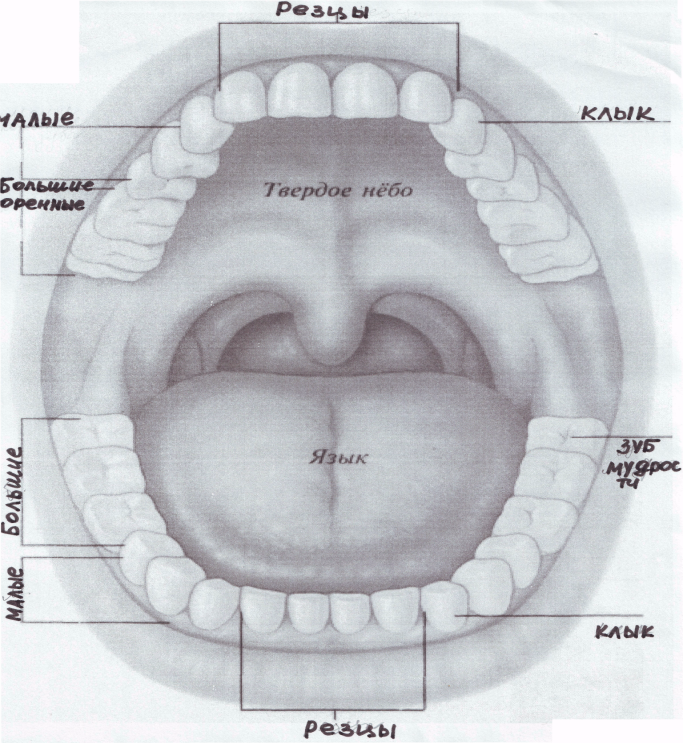 Резцы
малые
клык
Большие
оренные
Твердое нёбо
Язык
Большие
зуб
мудрос
ти
малые
клык
Резцы